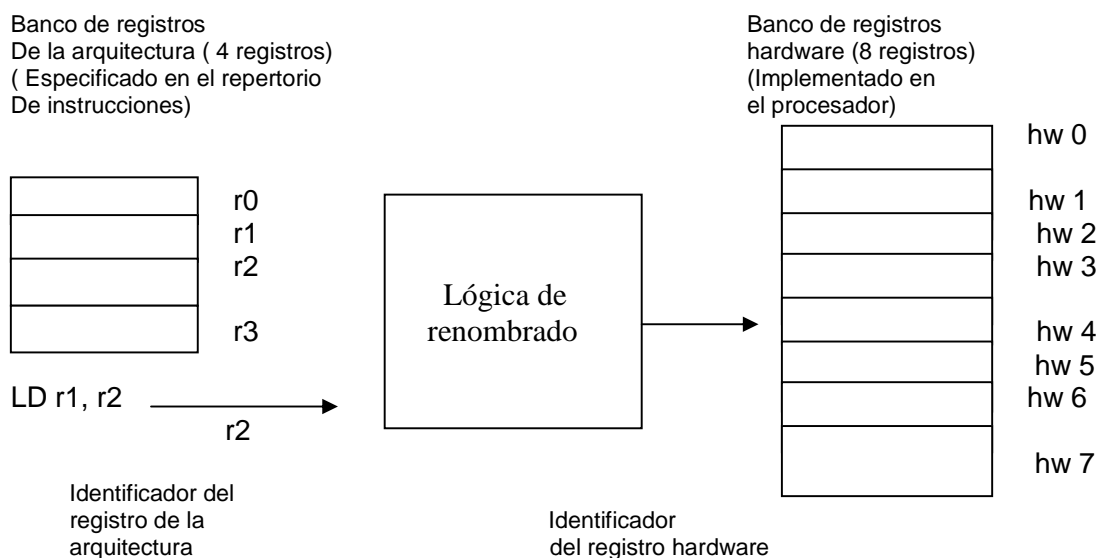 Banco de registros
De la arquitectura ( 4 registros)
( Especificado en el repertorio
De instrucciones)
Banco de registros
hardware (8 registros)
(Implementado en
el procesador)
r0
r1
r2
r3
LD r1, r2
r2
Identificador del
registro de la
arquitectura
Lógica de
renombrado
Identificador
del registro hardware
hw 0
hw 1
hw 2
hw 3
hw 4
hw 5
hw 6
hw 7